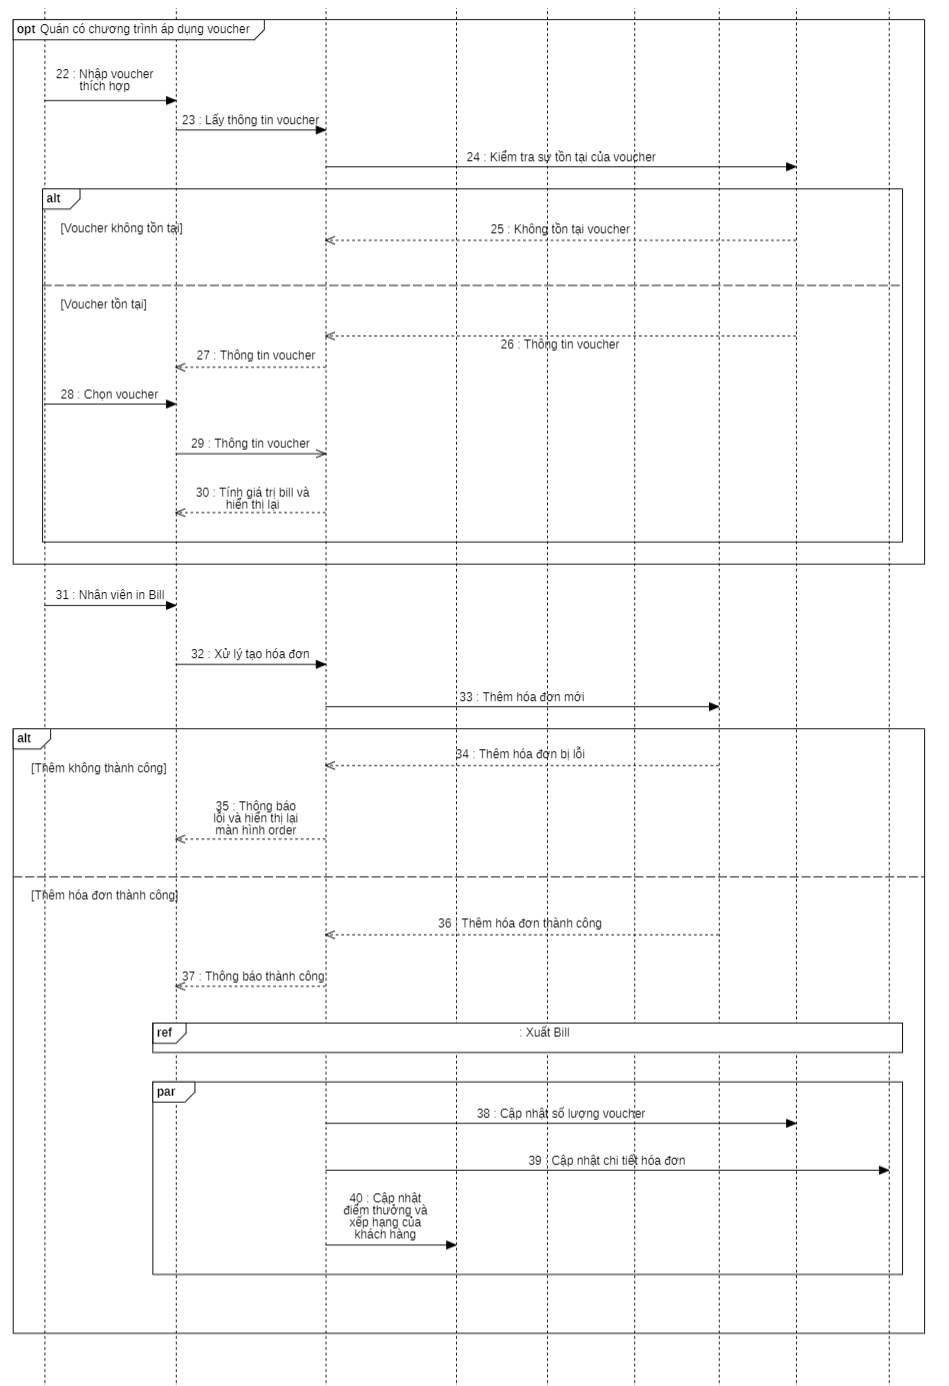 opt Quán có chương trình áp dụng voucher
22 : Nhập voucher
thích hợp
23 : Lấy thông tin voucher
24 : Kiểm tra sự tồn tại của voucher
alt
[Voucher không tồn tại]
25 : Không tồn tại voucher
[Voucher tồn tại]
26 : Thông tin voucher
27 : Thông tin voucher
28 : Chọn voucher
29 : Thông tin voucher
30 : Tính giá trị bill và
hiển thị lại
31 : Nhân viên in Bill
32 : Xử lý tạo hóa đơn
33 : Thêm hóa đơn mới
alt
34 : Thêm hóa đơn bị lỗi
[Thêm không thành công]
35 : Thông báo
lỗi và hiển thị lại
màn hình order
[Thêm hóa đơn thành công]
36 : Thêm hóa đơn thành công
37 : Thông báo thành công
ref
: Xuất Bill
par
38 : Cập nhật số lượng voucher
39 : Cập nhật chi tiết hóa đơn
40 : Cập nhật
điểm thưởng và
xếp hạng của
khách hàng